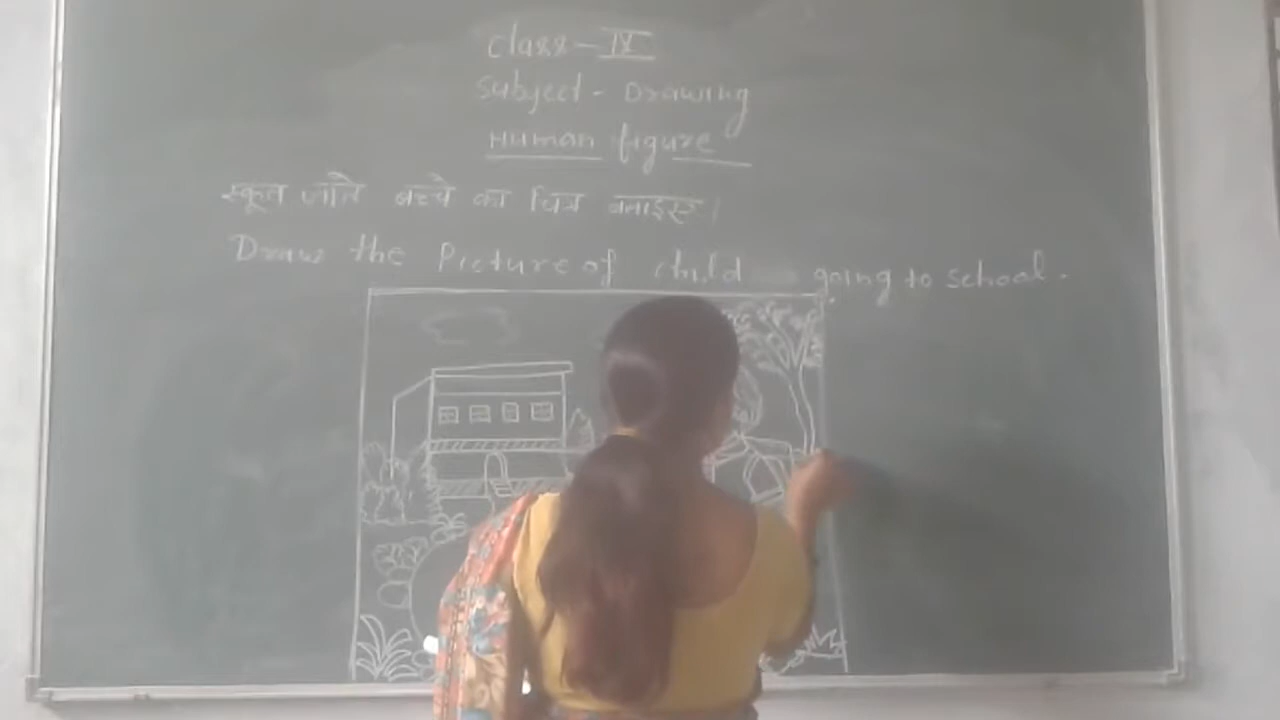 Class - IV
Subject - Drawing
Human figure
स्कूल जाते बच्चे का चित्र बनाइए।
Draw the Picture of child going to school.